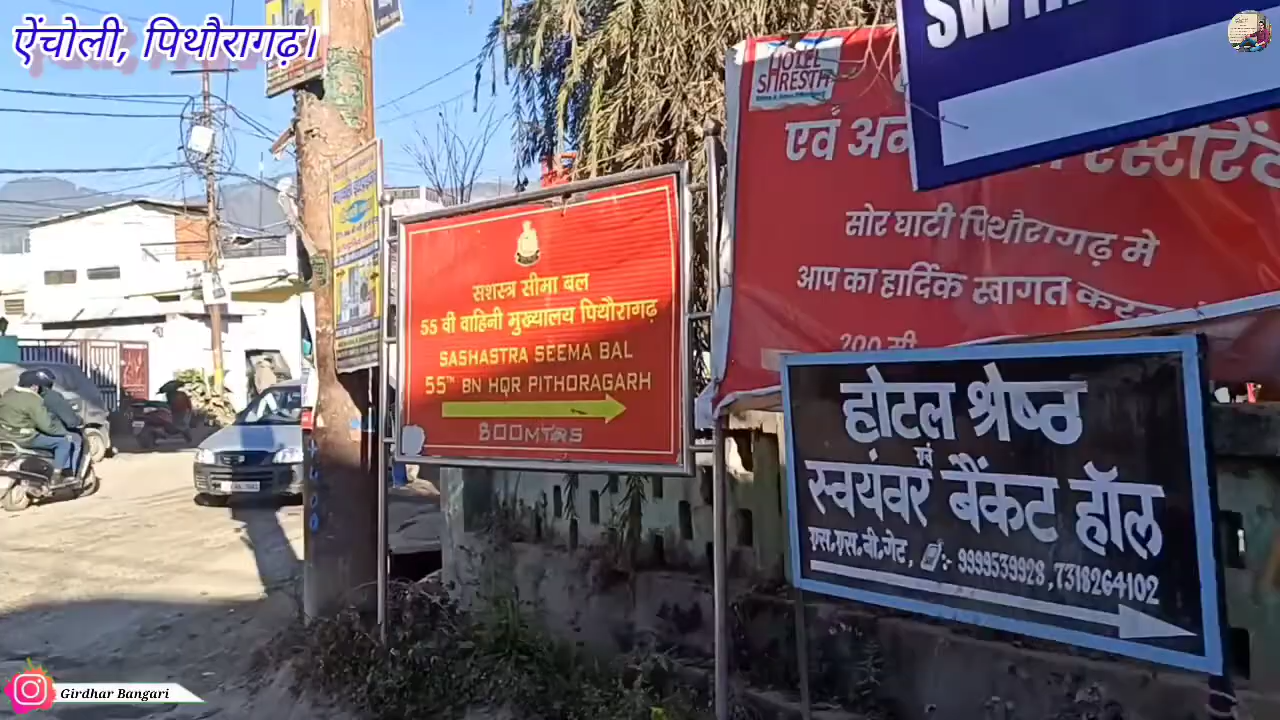 ऐंचोली, पिथौरागढ़।
सशस्त्र सीमा बल
55 वी वाहिनी मुख्यालय पिथौरागढ़
SASHASTRA SEEMA BAL
55TH BN HQR PITHORAGARH
800MTRS
HOTEL
SHRESTH
एवं
सोर घाटी पिथौरागढ़ मे
आप का हार्दिक स्वागत
200 मी
होटल श्रेष्ठ
एवं
स्वयंवर बैंकट हॉल
एस.एस.बी.गेट, :- 9999539928 ,7318264102
Girdhar Bangari